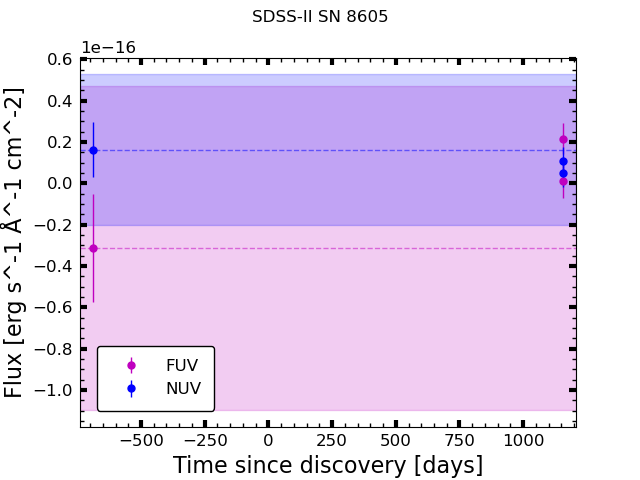 SDSS-II SN 8605
1e−16
0.6
0.4
0.2
0.0
−0.2
−0.4
−0.6
−0.8
−1.0
Flux [erg s^-1 Å^-1 cm^-2]
FUV
NUV
−500 −250 0 250 500 750 1000
Time since discovery [days]